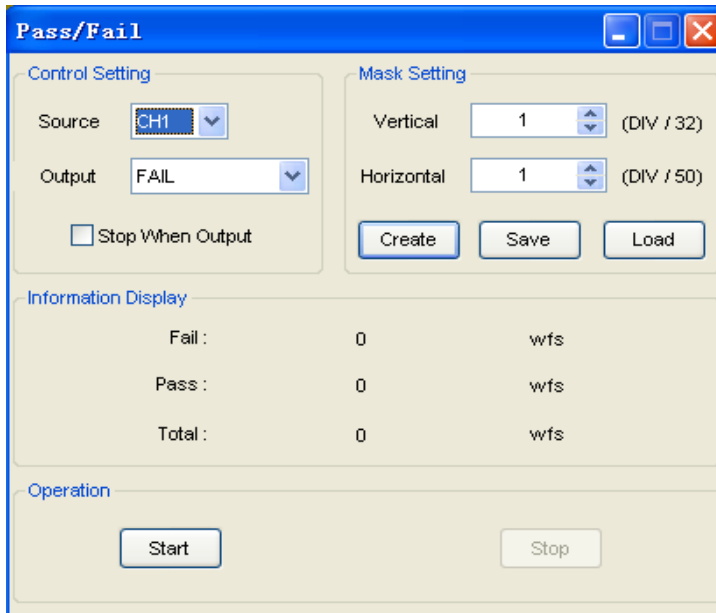 Pass/Fail
Control Setting
Source CH1
Output FAIL
Stop When Output
Mask Setting
Vertical 1 (DIV / 32)
Horizontal 1 (DIV / 50)
Create Save Load
Information Display
Fail : 0 wfs
Pass : 0 wfs
Total : 0 wfs
Operation
Start Stop